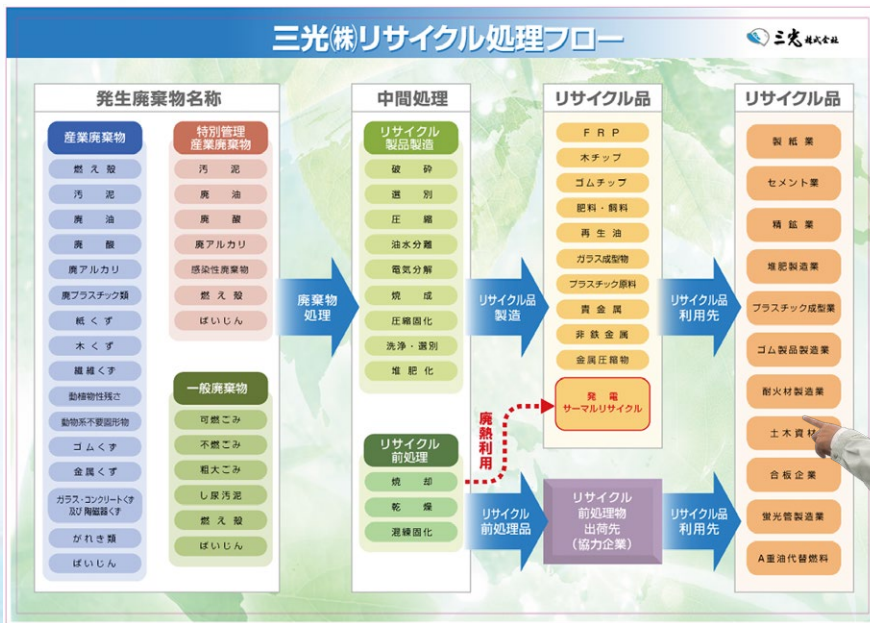 三光(株)リサイクル処理フロー
三光株式会社
発生廃棄物名称
産業廃棄物
燃え殻
汚泥
廃油
廃酸
廃アルカリ
廃プラスチック類
紙くず
木くず
繊維くず
動植物性残さ
動物系不要固形物
ゴムくず
金属くず
ガラス・コンクリートくず
及び陶磁器くず
がれき類
ばいじん
特別管理
産業廃棄物
汚泥
廃油
廃酸
廃アルカリ
感染性廃棄物
燃え殻
ばいじん
一般廃棄物
可燃ごみ
不燃ごみ
粗大ごみ
し尿汚泥
燃え殻
ばいじん
廃棄物
処理
中間処理
リサイクル
製品製造
破砕
選別
圧縮
油水分離
電気分解
焼成
圧縮固化
洗浄・選別
堆肥化
リサイクル
前処理
焼却
乾燥
混練固化
リサイクル品
製造
廃熱利用
リサイクル
前処理品
リサイクル品
FRP
木チップ
ゴムチップ
肥料・飼料
再生油
ガラス成型物
プラスチック原料
貴金属
非鉄金属
金属圧縮物
発電
サーマルリサイクル
リサイクル
前処理物
出荷先
(協力企業)
リサイクル品
利用先
リサイクル品
利用先
リサイクル品
製紙業
セメント業
精鉱業
堆肥製造業
プラスチック成型業
ゴム製品製造業
耐火材製造業
土木資材
合板企業
蛍光管製造業
A重油代替燃料